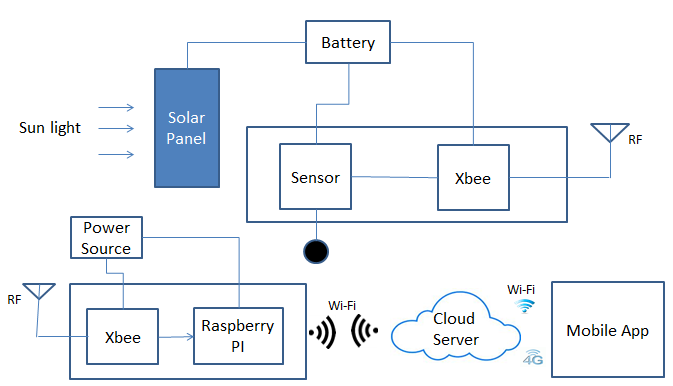 Battery
Solar
Panel
Sun light
RF
Sensor
Xbee
Power
Source
RF
Wi-Fi
Wi-Fi
Xbee
Raspberry
PI
Cloud
Server
Mobile App
4G